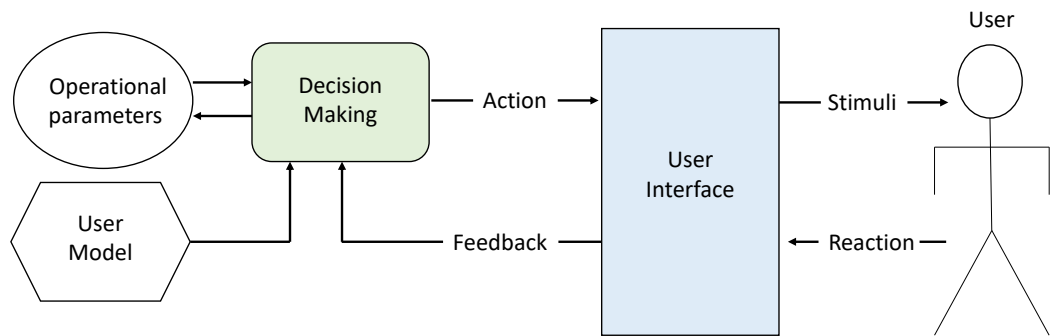 User
Operational
parameters
Decision
Making
Action
Stimuli
User
Interface
User
Model
Feedback
Reaction